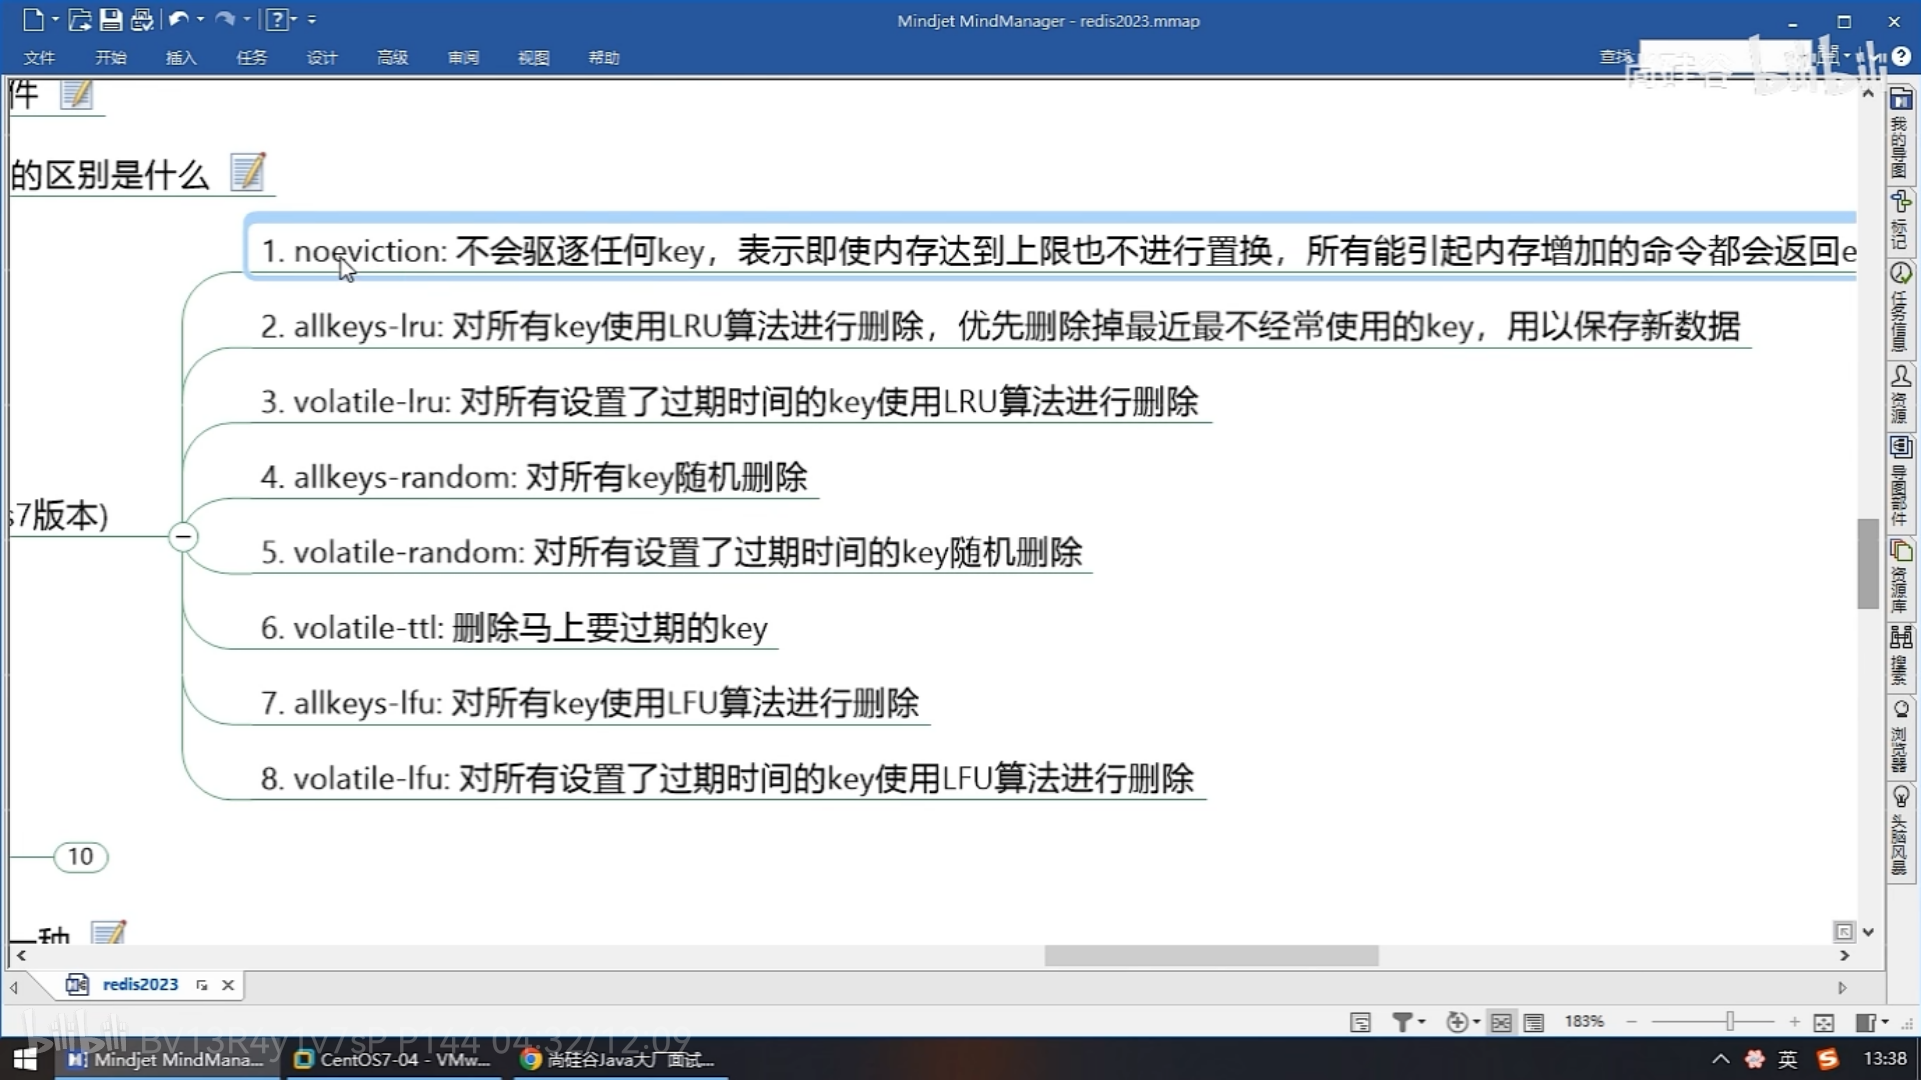 Mindjet MindManager - redis2023.mmap
文件 开始 插入 任务 设计 高级 审阅 视图 帮助 查找
尚硅谷 bilibili
件
的区别是什么
1. noeviction: 不会驱逐任何key，表示即使内存达到上限也不进行置换，所有能引起内存增加的命令都会返回e
2. allkeys-lru: 对所有key使用LRU算法进行删除，优先删除掉最近最不经常使用的key，用以保存新数据
3. volatile-lru: 对所有设置了过期时间的key使用LRU算法进行删除
4. allkeys-random: 对所有key随机删除
s7版本)
5. volatile-random: 对所有设置了过期时间的key随机删除
6. volatile-ttl: 删除马上要过期的key
7. allkeys-lfu: 对所有key使用LFU算法进行删除
8. volatile-lfu: 对所有设置了过期时间的key使用LFU算法进行删除
10
一种
我的导图
标记
任务信息
资源
导图部件
资源库
搜索
浏览器
头脑风暴
redis2023
183%
bilibili BV13R4y1v7sP P144 04:32/12:09
Mindjet MindMana... CentOS7-04 - VMw... 尚硅谷Java大厂面试... 英 13:38